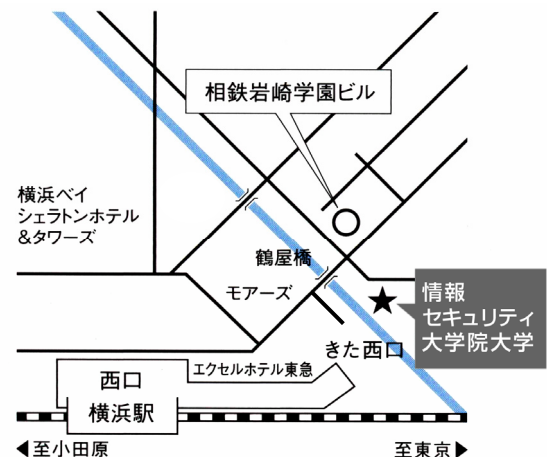 相鉄岩崎学園ビル
横浜ベイ
シェラトンホテル
&タワーズ
鶴屋橋
モアーズ
情報
セキュリティ
大学院大学
きた西口
エクセルホテル東急
西口
横浜駅
至小田原
至東京